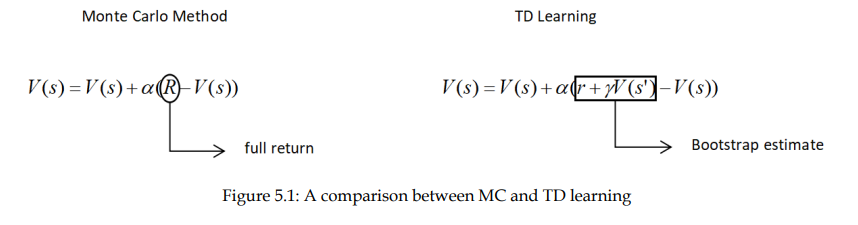 Monte Carlo Method
TD Learning
V(s) = V(s) + α(R − V(s))
V(s) = V(s) + α(r + γV(s') − V(s))
full return
Bootstrap estimate
Figure 5.1: A comparison between MC and TD learning